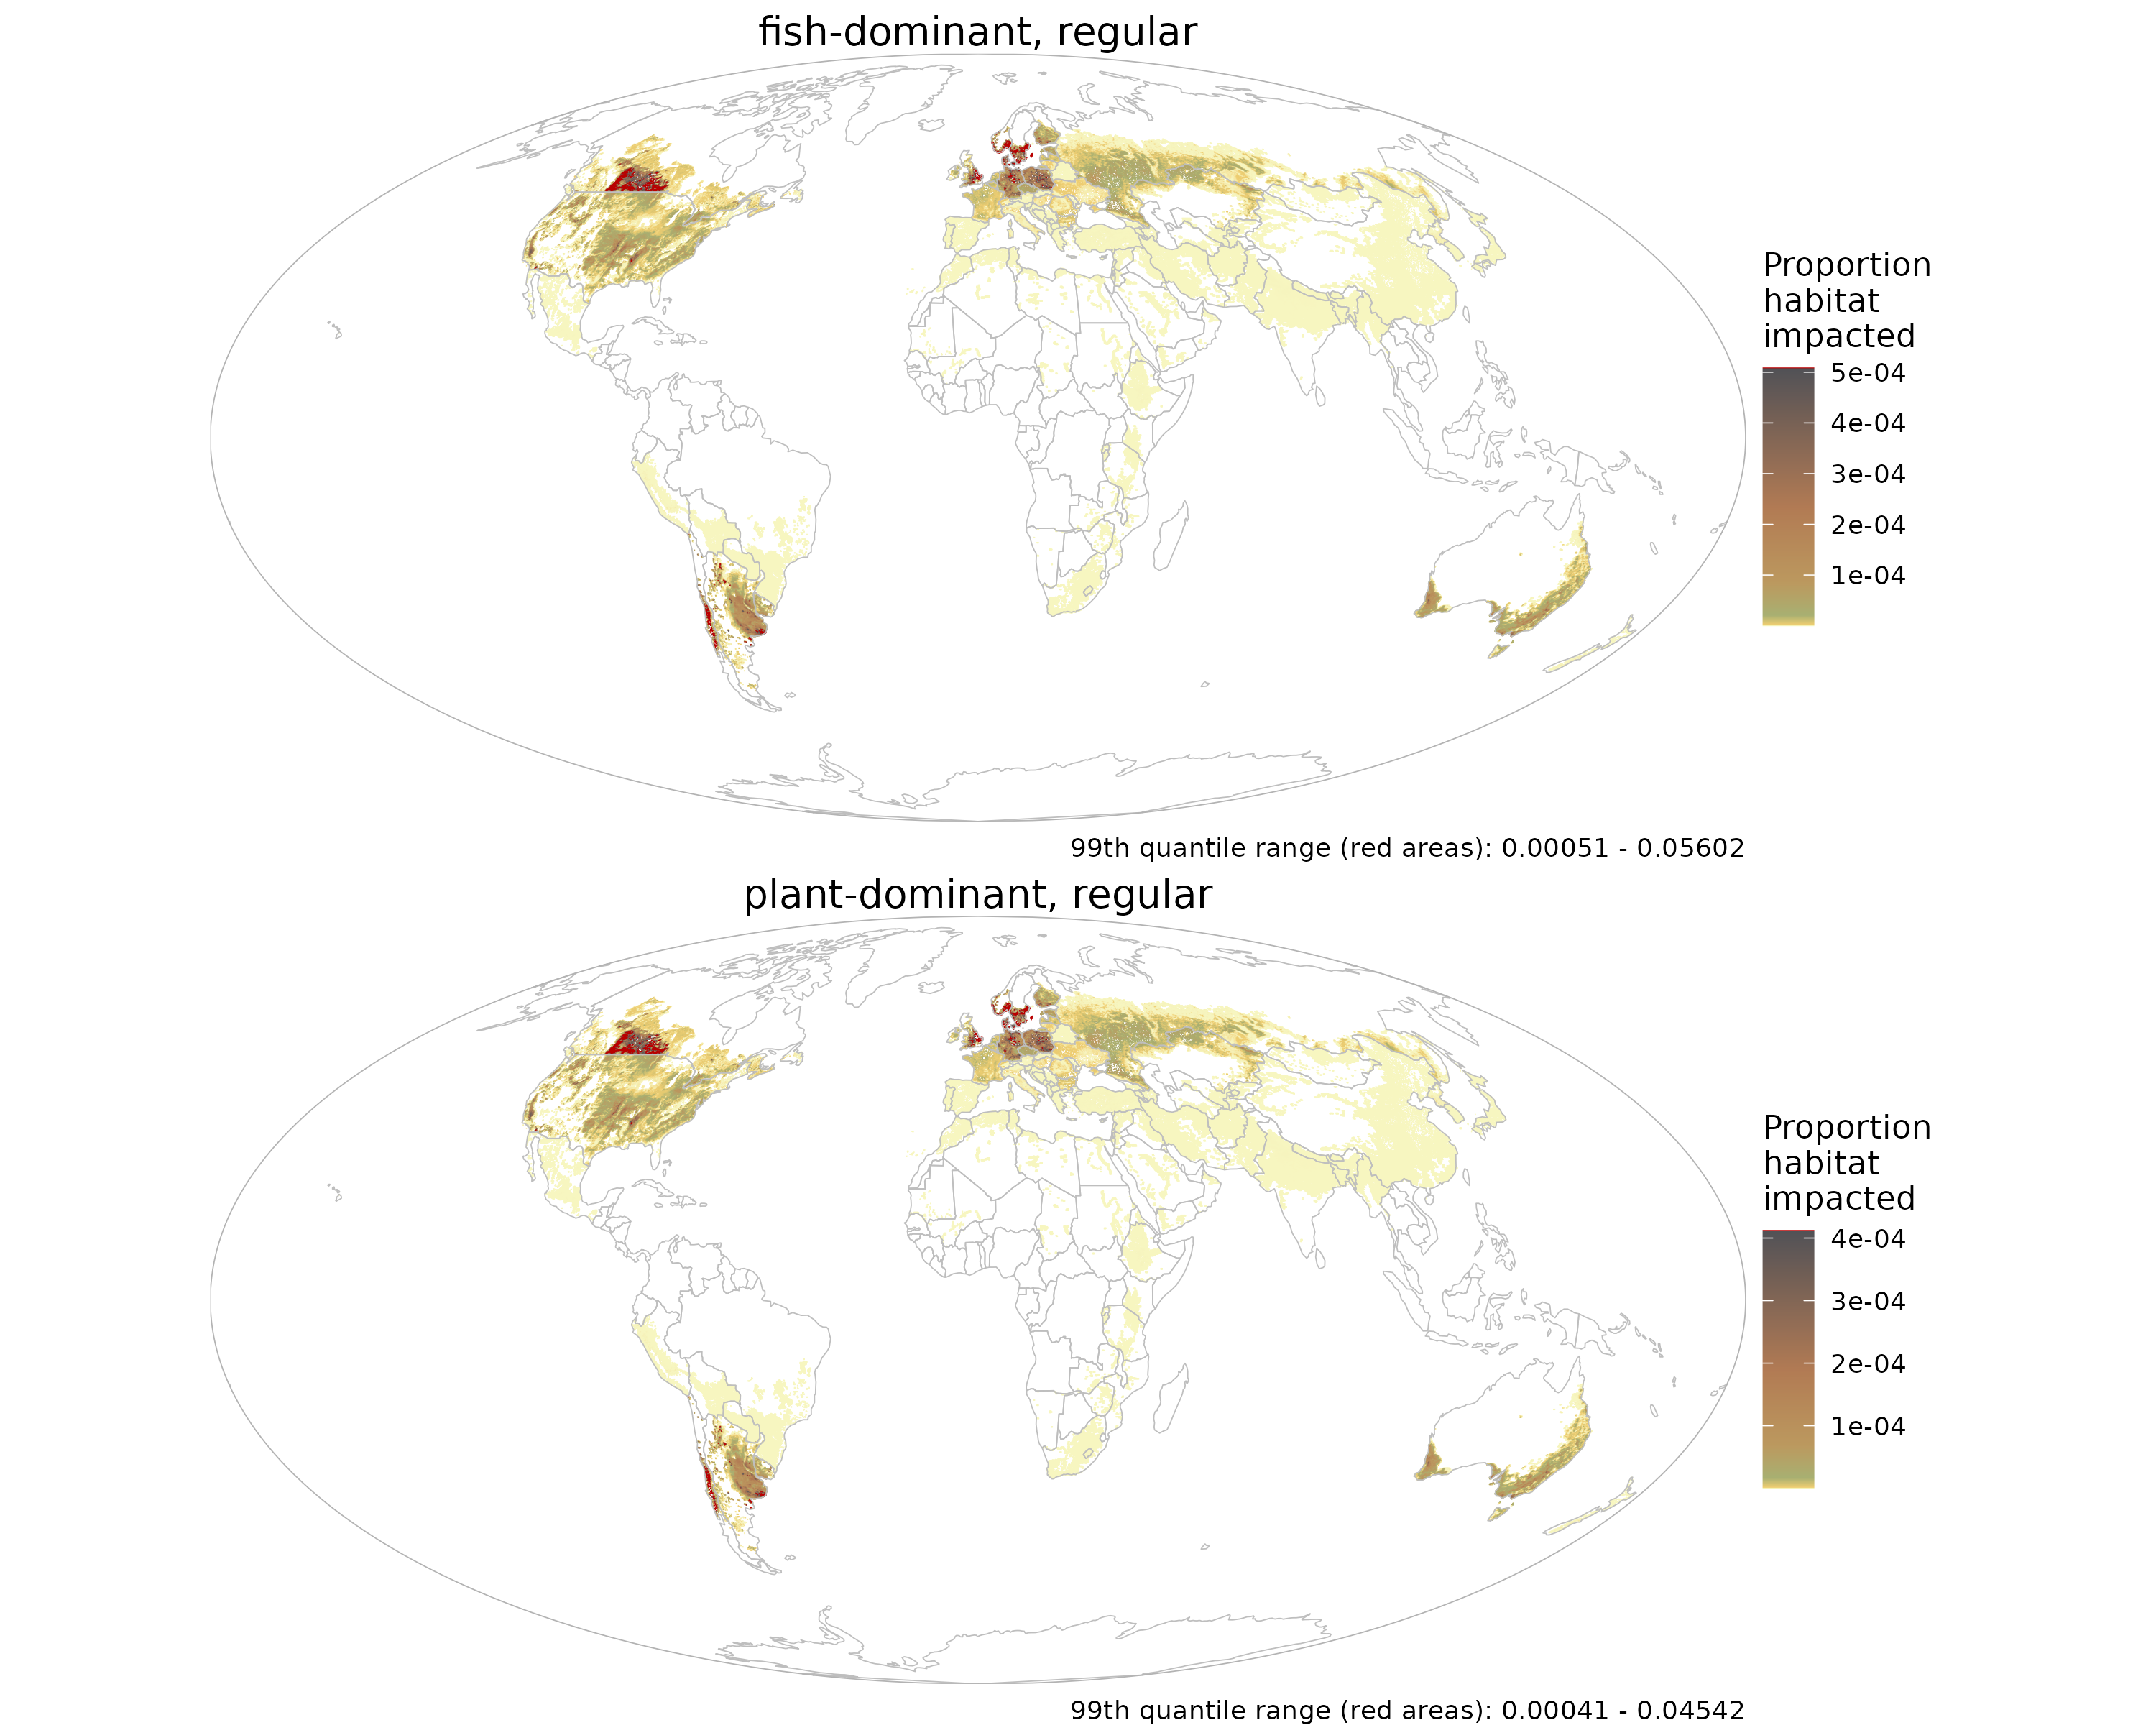 fish-dominant, regular
Proportion
habitat
impacted
5e-04
4e-04
3e-04
2e-04
1e-04
99th quantile range (red areas): 0.00051 - 0.05602
plant-dominant, regular
Proportion
habitat
impacted
4e-04
3e-04
2e-04
1e-04
99th quantile range (red areas): 0.00041 - 0.04542